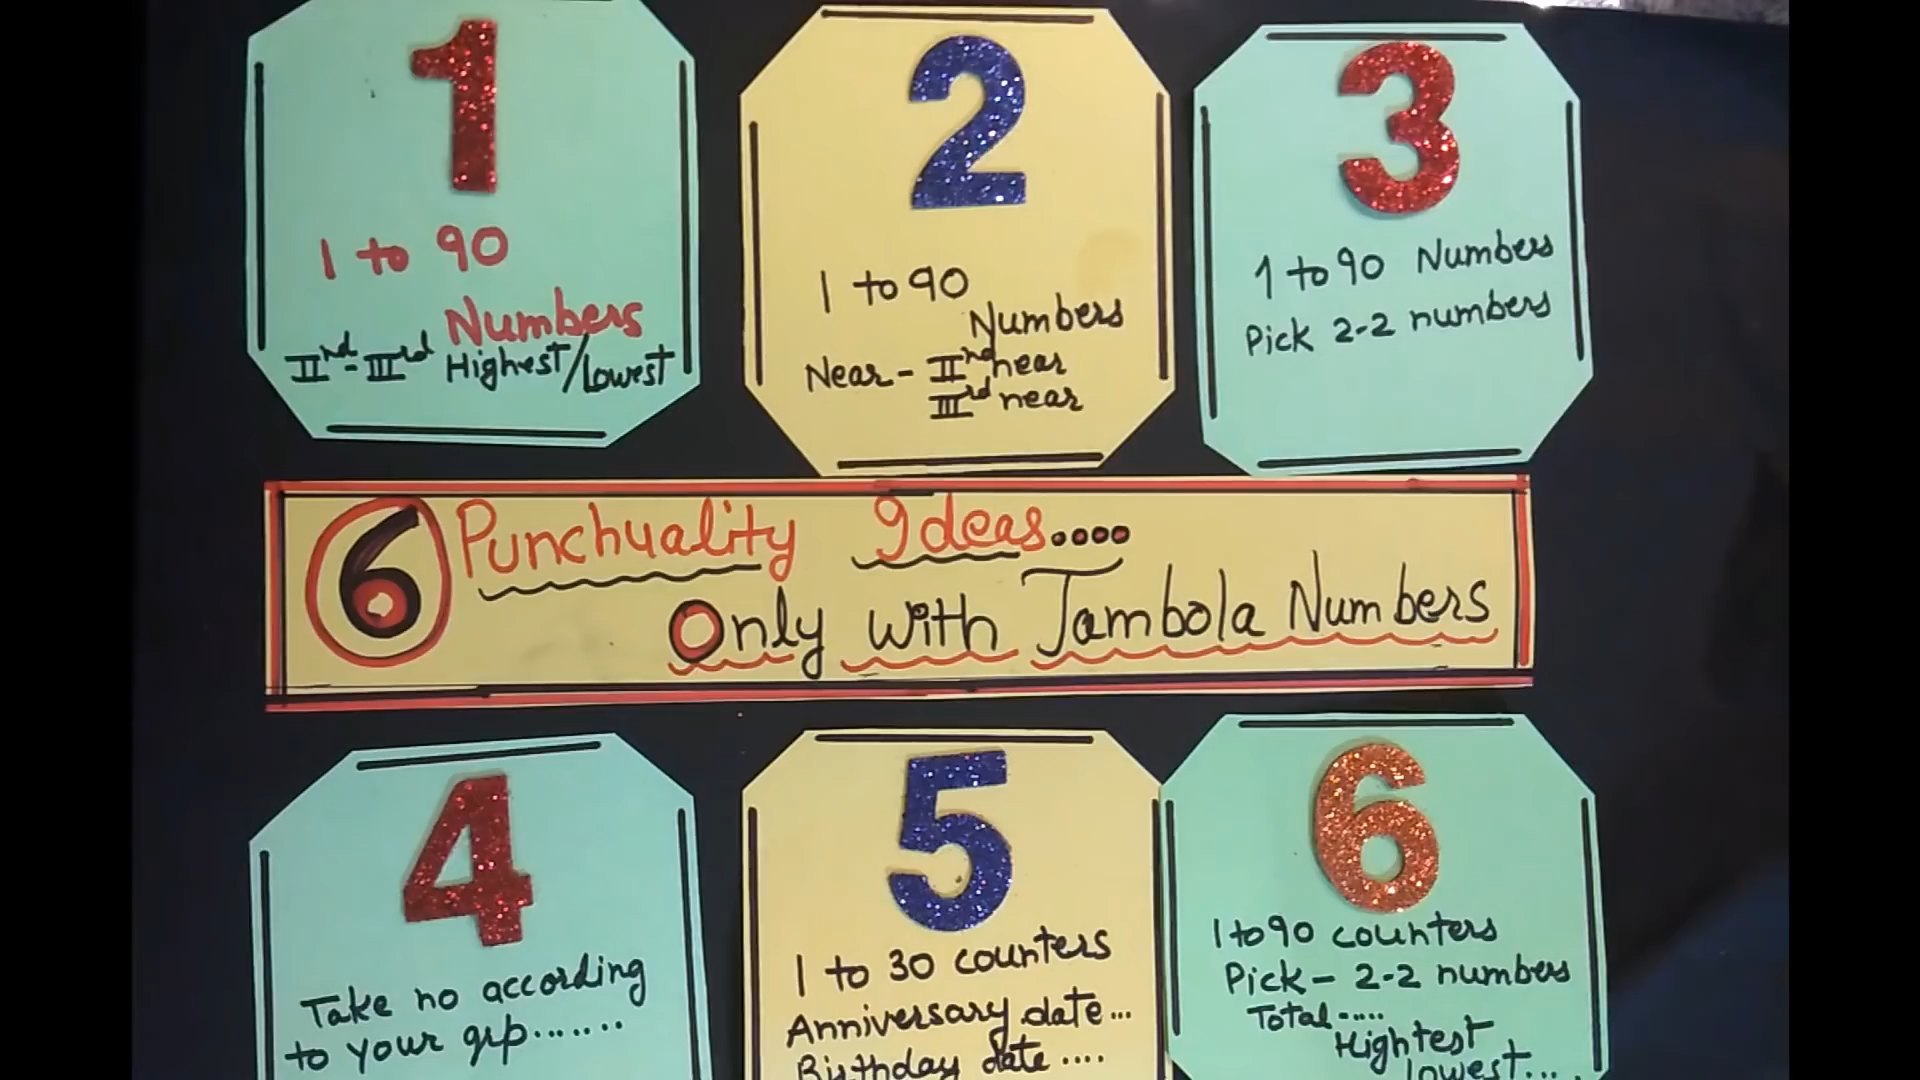 1
1 to 90
Numbers
IInd-IIIrd Highest/Lowest
2
1 to 90
Numbers
Near - IInd near
IIIrd near
3
1 to 90 Numbers
Pick 2-2 numbers
6 Punchuality Ideas....
Only with Tambola Numbers
4
Take no according
to your grp.......
5
1 to 30 counters
Anniversary date...
Birthday date ....
6
1 to 90 counters
Pick - 2-2 numbers
Total .....
Hightest
lowest...